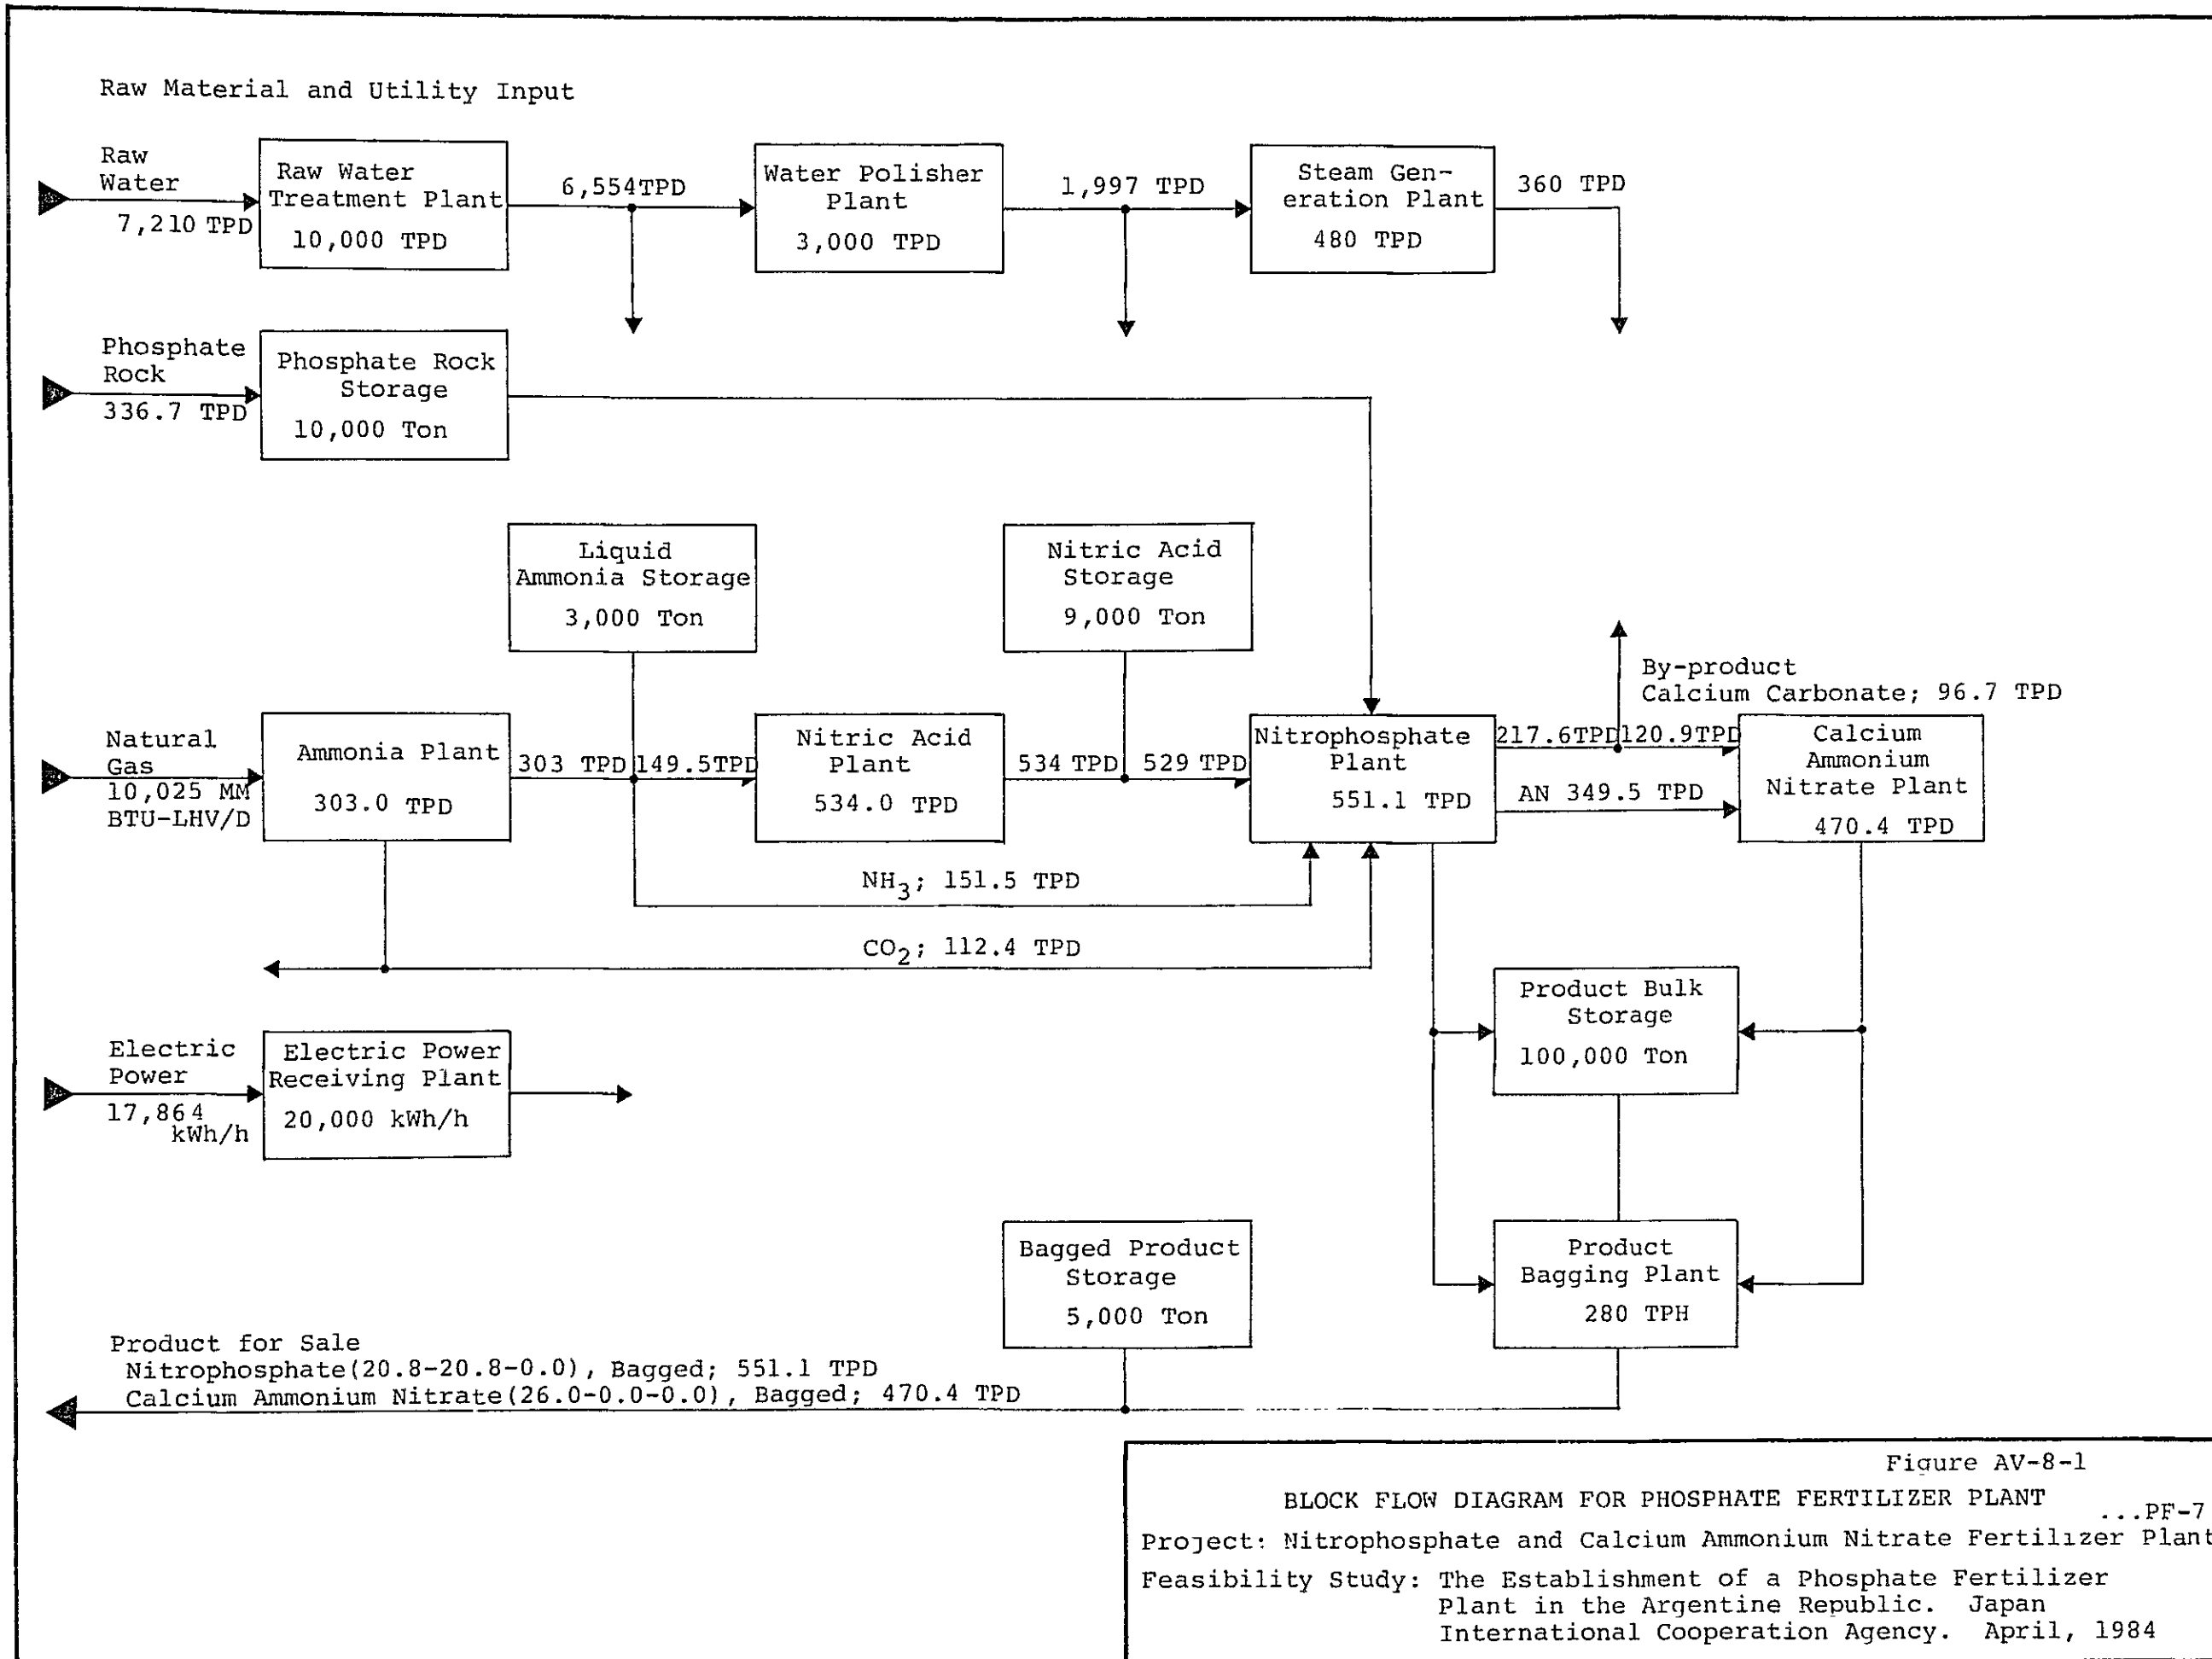 Raw Material and Utility Input
Raw
Water
7,210 TPD
Raw Water
Treatment Plant
10,000 TPD
6,554TPD
Water Polisher
Plant
3,000 TPD
1,997 TPD
Steam Gen-
eration Plant
480 TPD
360 TPD
Phosphate
Rock
336.7 TPD
Phosphate Rock
Storage
10,000 Ton
Liquid
Ammonia Storage
3,000 Ton
Nitric Acid
Storage
9,000 Ton
By-product
Calcium Carbonate; 96.7 TPD
Natural
Gas
10,025 MM
BTU-LHV/D
Ammonia Plant
303.0 TPD
303 TPD
149.5TPD
Nitric Acid
Plant
534.0 TPD
534 TPD
529 TPD
Nitrophosphate
Plant
551.1 TPD
217.6TPD
120.9TPD
AN 349.5 TPD
Calcium
Ammonium
Nitrate Plant
470.4 TPD
NH3; 151.5 TPD
CO2; 112.4 TPD
Product Bulk
Storage
100,000 Ton
Electric
Power
17,864
kWh/h
Electric Power
Receiving Plant
20,000 kWh/h
Bagged Product
Storage
5,000 Ton
Product
Bagging Plant
280 TPH
Product for Sale
Nitrophosphate(20.8-20.8-0.0), Bagged; 551.1 TPD
Calcium Ammonium Nitrate(26.0-0.0-0.0), Bagged; 470.4 TPD
Figure AV-8-1
BLOCK FLOW DIAGRAM FOR PHOSPHATE FERTILIZER PLANT
...PF-7
Project: Nitrophosphate and Calcium Ammonium Nitrate Fertilizer Plant
Feasibility Study: The Establishment of a Phosphate Fertilizer
Plant in the Argentine Republic. Japan
International Cooperation Agency. April, 1984